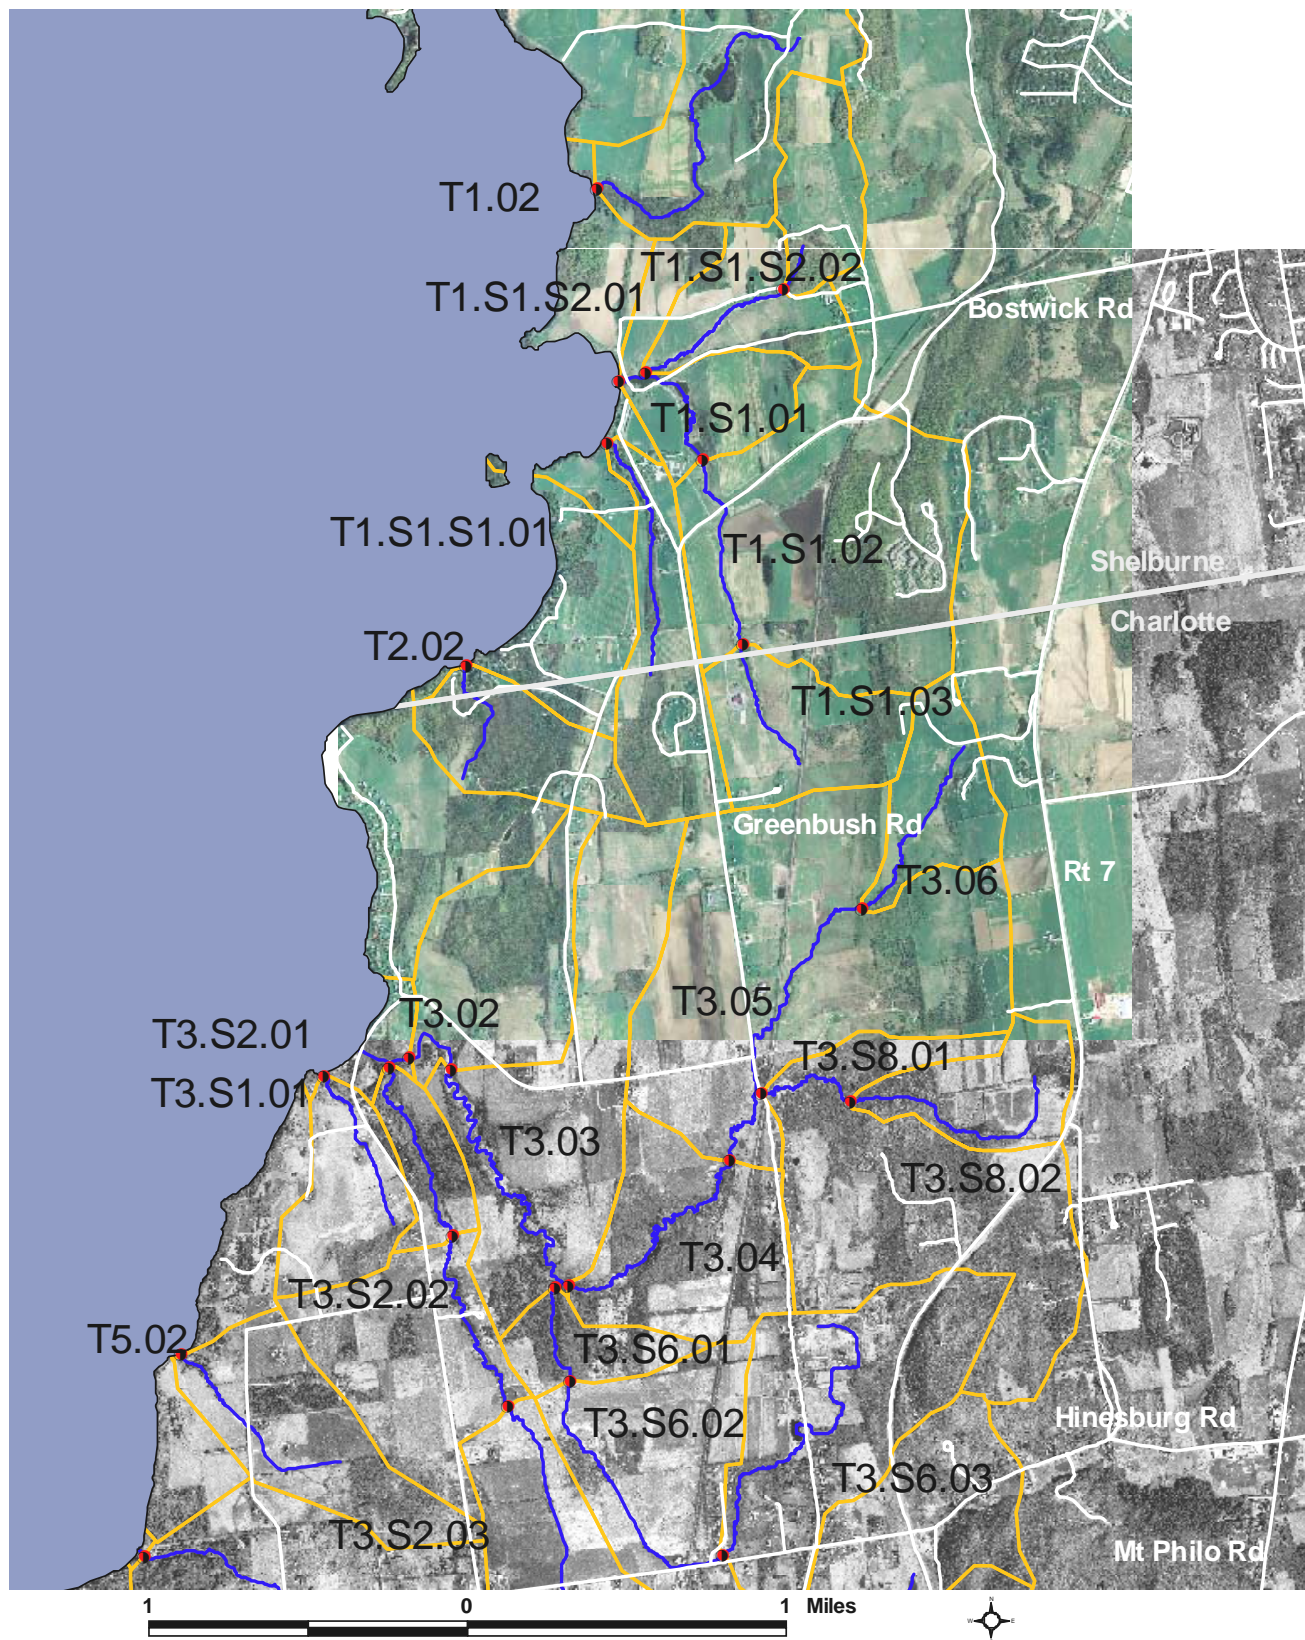 T1.02
T1.S1.S2.02
T1.S1.S2.01
Bostwick Rd
T1.S1.01
T1.S1.S1.01
T1.S1.02
Shelburne
Charlotte
T2.02
T1.S1.03
Greenbush Rd
Rt 7
T3.06
T3.05
T3.02
T3.S2.01
T3.S8.01
T3.S1.01
T3.03
T3.S8.02
T3.04
T3.S2.02
T5.02
T3.S6.01
T3.S6.02
Hinesburg Rd
T3.S6.03
T3.S2.03
Mt Philo Rd
1 0 1 Miles
N
W E
S